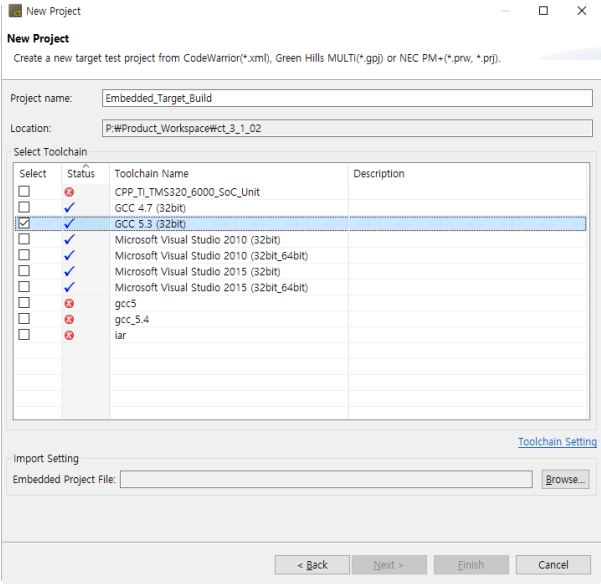 New Project
New Project
Create a new target test project from CodeWarrior(*.xml), Green Hills MULTI(*.gpj) or NEC PM+(*.prw, *.prj).
Project name: Embedded_Target_Build
Location: P:₩Product_Workspace₩ct_3_1_02
Select Toolchain
Select Status Toolchain Name Description
CPP_TI_TMS320_6000_SoC_Unit
GCC 4.7 (32bit)
GCC 5.3 (32bit)
Microsoft Visual Studio 2010 (32bit)
Microsoft Visual Studio 2010 (32bit_64bit)
Microsoft Visual Studio 2015 (32bit)
Microsoft Visual Studio 2015 (32bit_64bit)
gcc5
gcc_5.4
iar
Toolchain Setting
Import Setting
Embedded Project File: Browse...
< Back Next > Finish Cancel